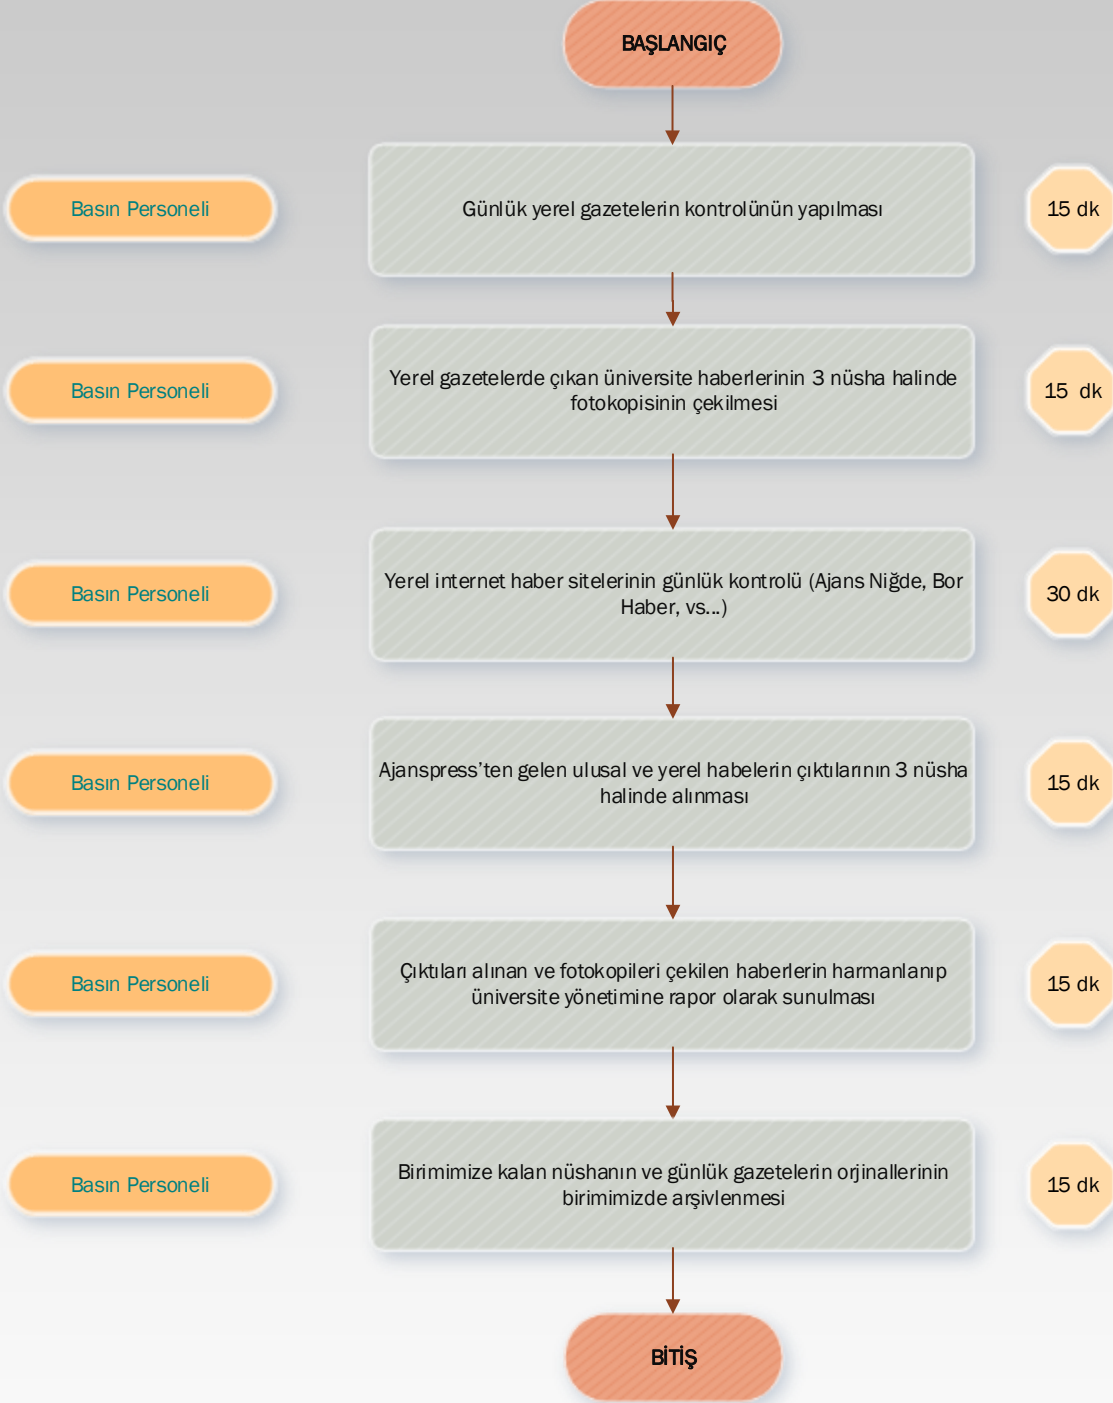 BAŞLANGIÇ
Basın Personeli
Günlük yerel gazetelerin kontrolünün yapılması
15 dk
Basın Personeli
Yerel gazetelerde çıkan üniversite haberlerinin 3 nüsha halinde
fotokopisinin çekilmesi
15 dk
Basın Personeli
Yerel internet haber sitelerinin günlük kontrolü (Ajans Niğde, Bor
Haber, vs...)
30 dk
Basın Personeli
Ajanspress’ten gelen ulusal ve yerel habelerin çıktılarının 3 nüsha
halinde alınması
15 dk
Basın Personeli
Çıktıları alınan ve fotokopileri çekilen haberlerin harmanlanıp
üniversite yönetimine rapor olarak sunulması
15 dk
Basın Personeli
Birimimize kalan nüshanın ve günlük gazetelerin orjinallerinin
birimimizde arşivlenmesi
15 dk
BİTİŞ